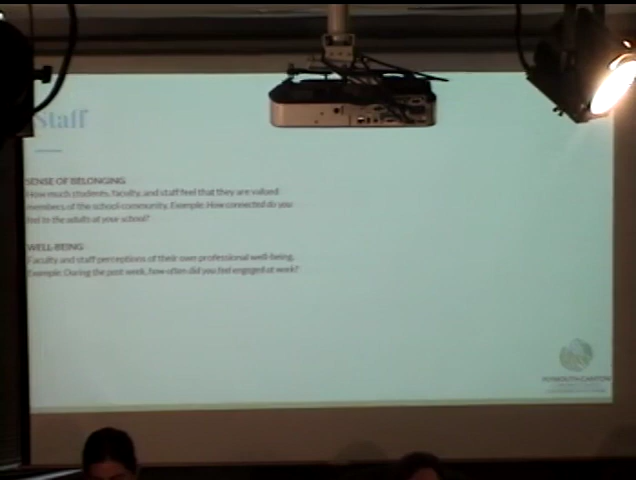 Staff
SENSE OF BELONGING
How much students, faculty, and staff feel that they are valued
members of the school community. Example: How connected do you
feel to the adults at your school?
WELL-BEING
Faculty and staff perceptions of their own professional well-being.
Example: During the past week, how often did you feel engaged at work?
PLYMOUTH-CANTON